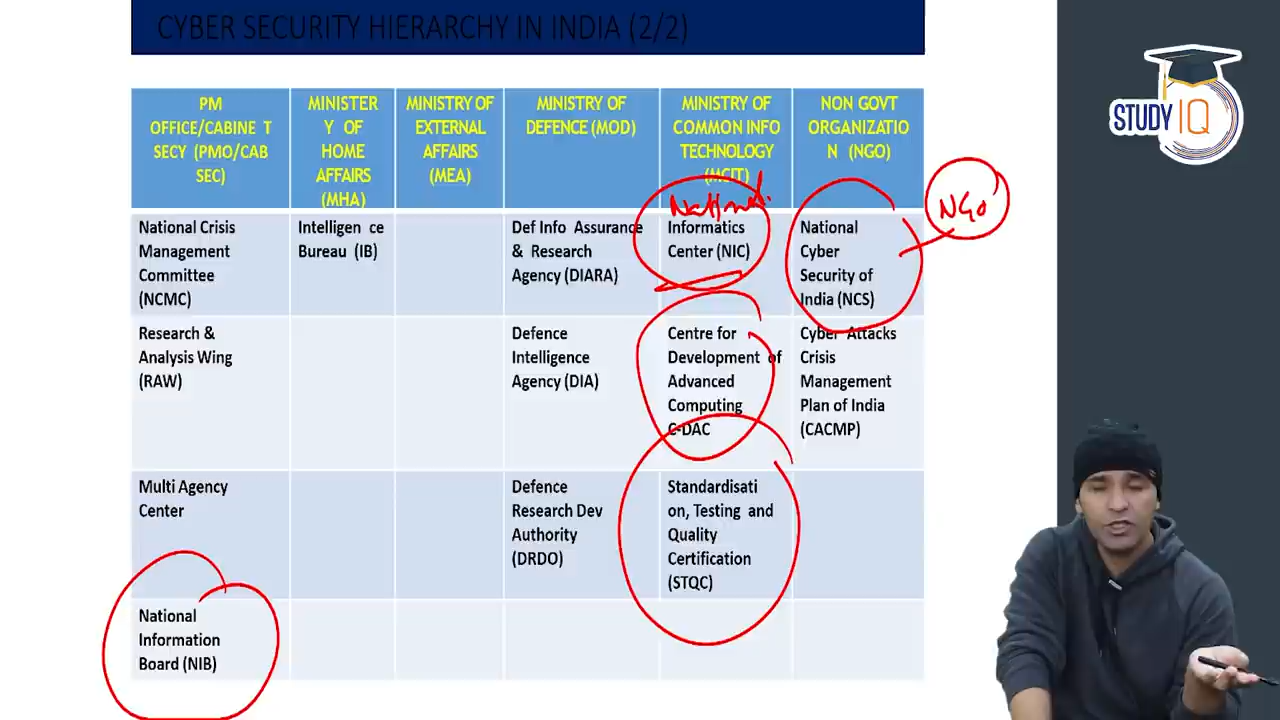 CYBER SECURITY HIERARCHY IN INDIA (2/2)
STUDY IQ
PM
OFFICE/CABINE T
SECY (PMO/CAB
SEC)
MINISTER
Y OF
HOME
AFFAIRS
(MHA)
MINISTRY OF
EXTERNAL
AFFAIRS
(MEA)
MINISTRY OF
DEFENCE (MOD)
MINISTRY OF
COMMON INFO
TECHNOLOGY
(MCIT)
NON GOVT
ORGANIZATIO
N (NGO)
National Crisis
Management
Committee
(NCMC)
Intelligen ce
Bureau (IB)
Def Info Assurance
& Research
Agency (DIARA)
National
Informatics
Center (NIC)
National
Cyber
Security of
India (NCS)
NGO
Research &
Analysis Wing
(RAW)
Defence
Intelligence
Agency (DIA)
Centre for
Development of
Advanced
Computing
C-DAC
Cyber Attacks
Crisis
Management
Plan of India
(CACMP)
Multi Agency
Center
Defence
Research Dev
Authority
(DRDO)
Standardisati
on, Testing and
Quality
Certification
(STQC)
National
Information
Board (NIB)